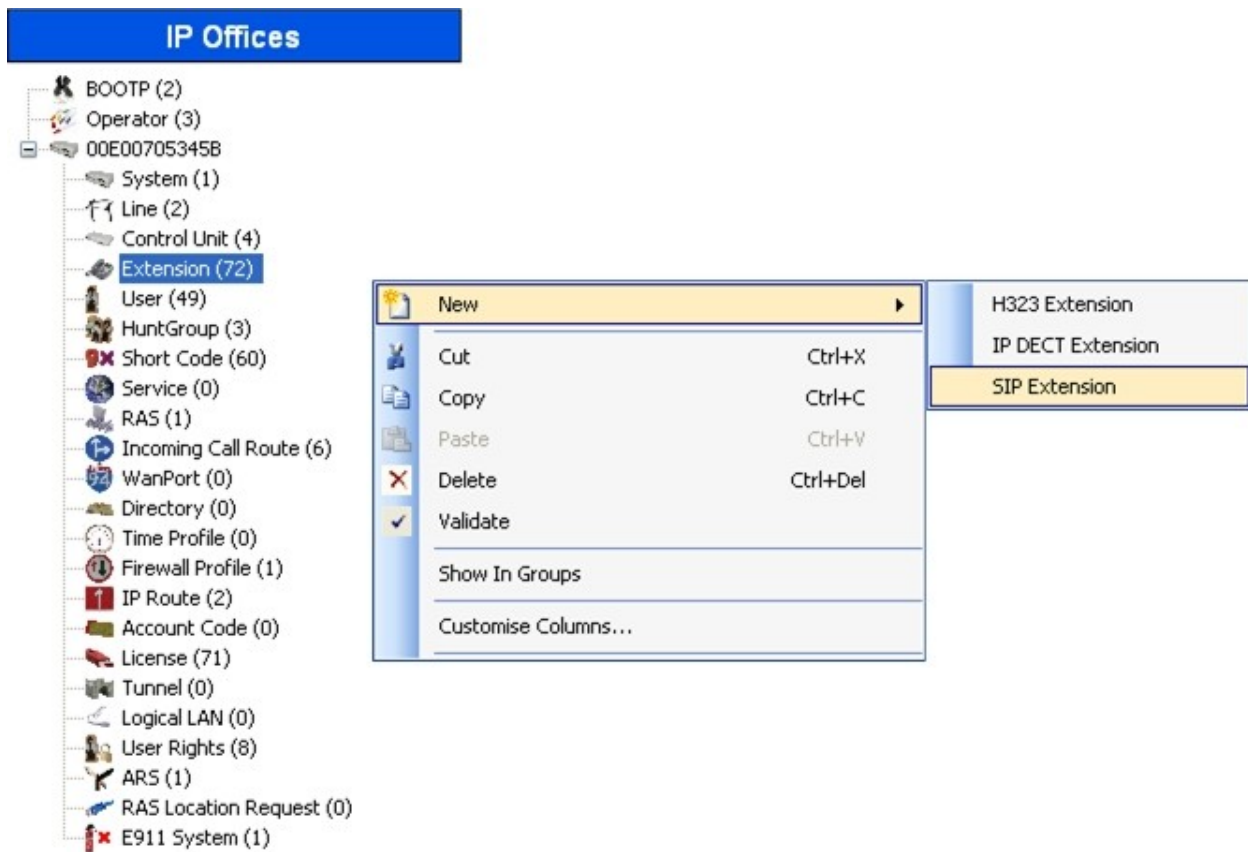 IP Offices
BOOTP (2)
Operator (3)
00E00705345B
System (1)
Line (2)
Control Unit (4)
Extension (72)
User (49)
HuntGroup (3)
Short Code (60)
Service (0)
RAS (1)
Incoming Call Route (6)
WanPort (0)
Directory (0)
Time Profile (0)
Firewall Profile (1)
IP Route (2)
Account Code (0)
License (71)
Tunnel (0)
Logical LAN (0)
User Rights (8)
ARS (1)
RAS Location Request (0)
E911 System (1)
New
Cut Ctrl+X
Copy Ctrl+C
Paste Ctrl+V
Delete Ctrl+Del
Validate
Show In Groups
Customise Columns...
H323 Extension
IP DECT Extension
SIP Extension